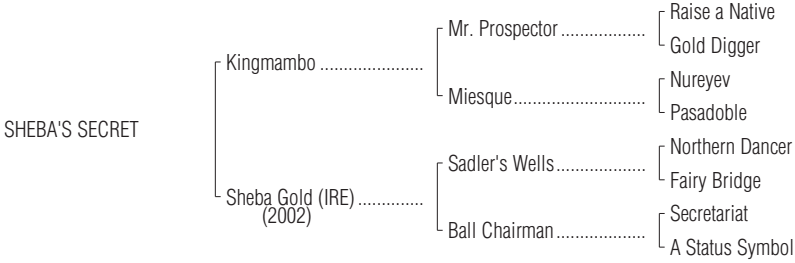 Raise a Native
Mr. Prospector ..................
Gold Digger
Kingmambo ......................
Nureyev
Miesque............................
Pasadoble
SHEBA'S SECRET
Northern Dancer
Sadler's Wells...................
Fairy Bridge
Sheba Gold (IRE) ..............
(2002)
Secretariat
Ball Chairman...................
A Status Symbol